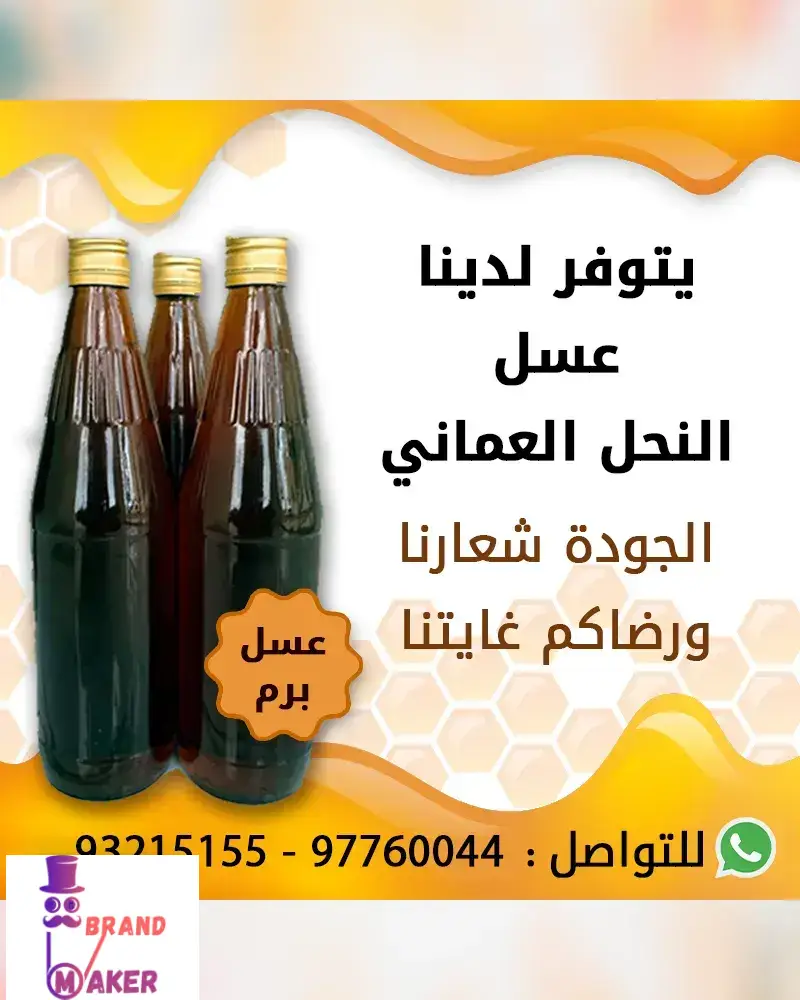 يتوفر لدينا
عسل
النحل العماني
الجودة شعارنا
ورضاكم غايتنا
عسل
برم
للتواصل : 97760044 - 93215155
BRAND
MAKER